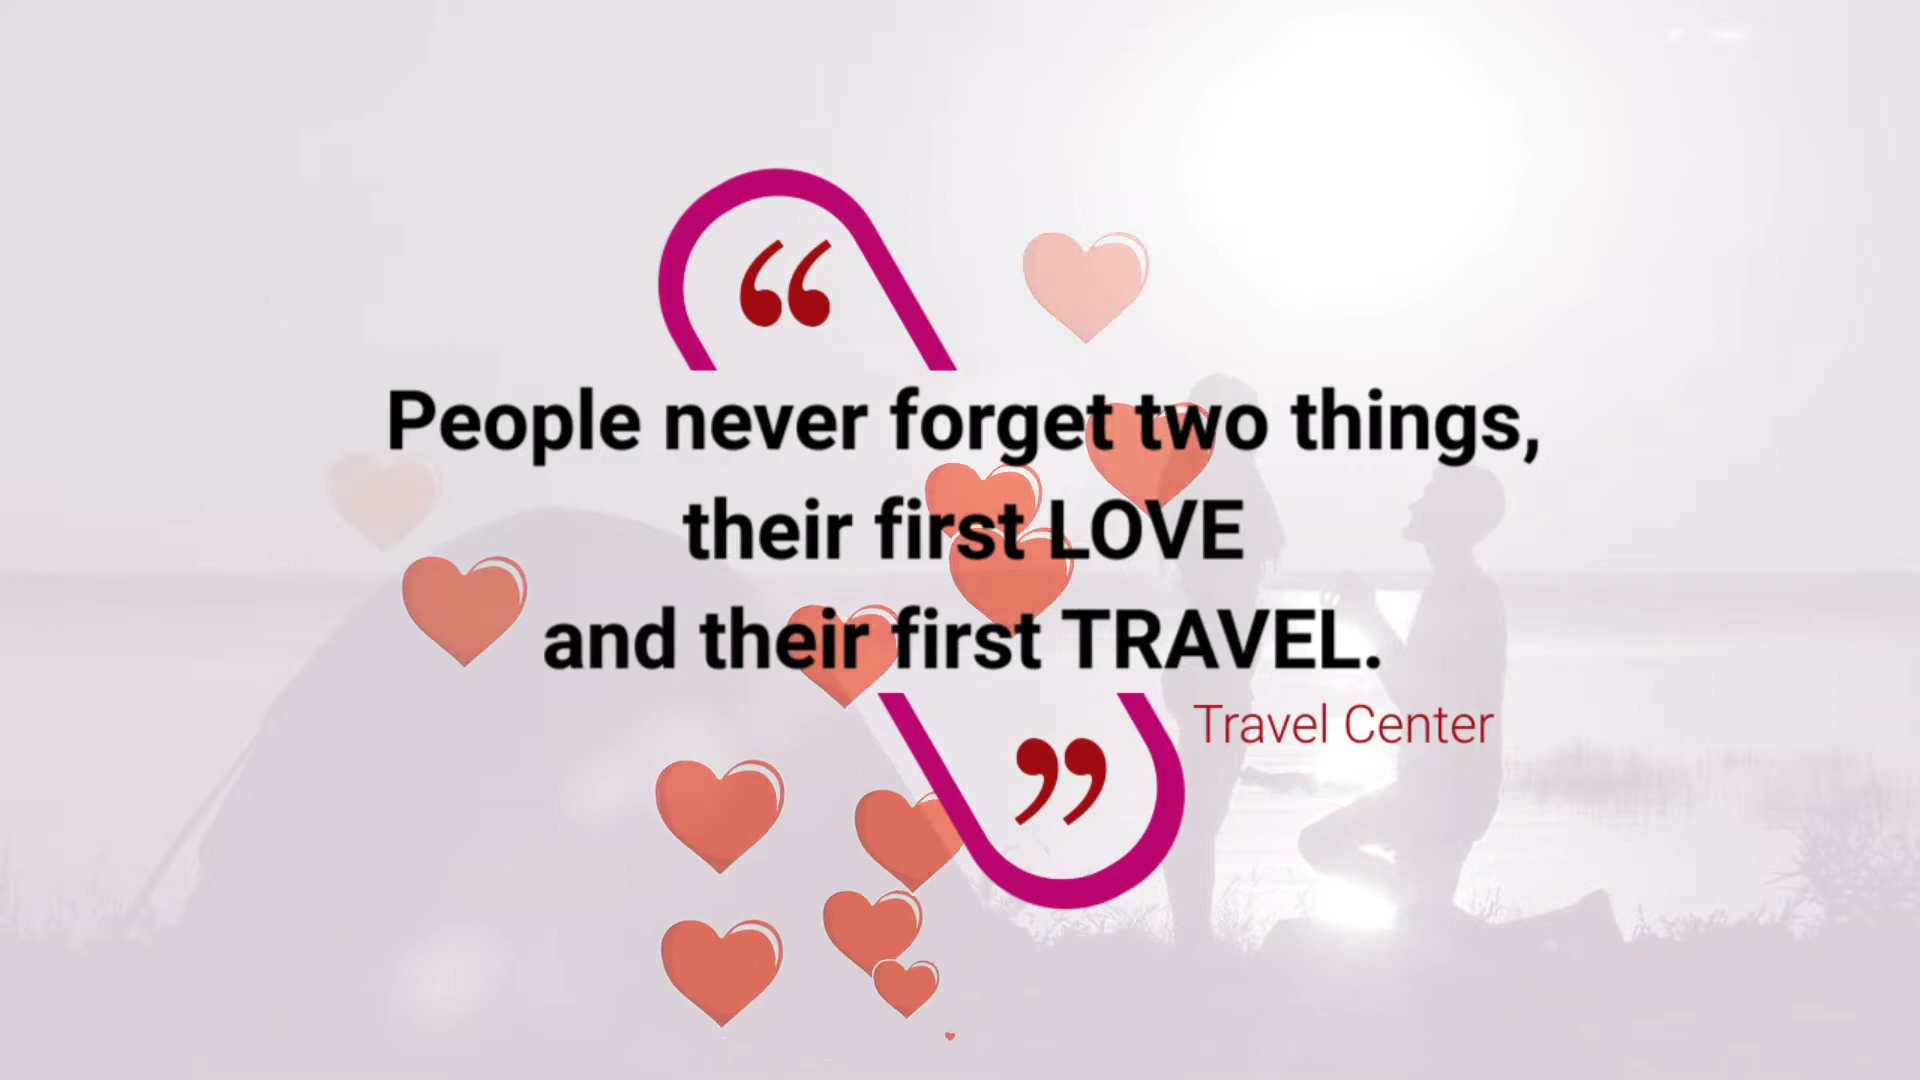 “
People never forget two things,
their first LOVE
and their first TRAVEL.
Travel Center
”